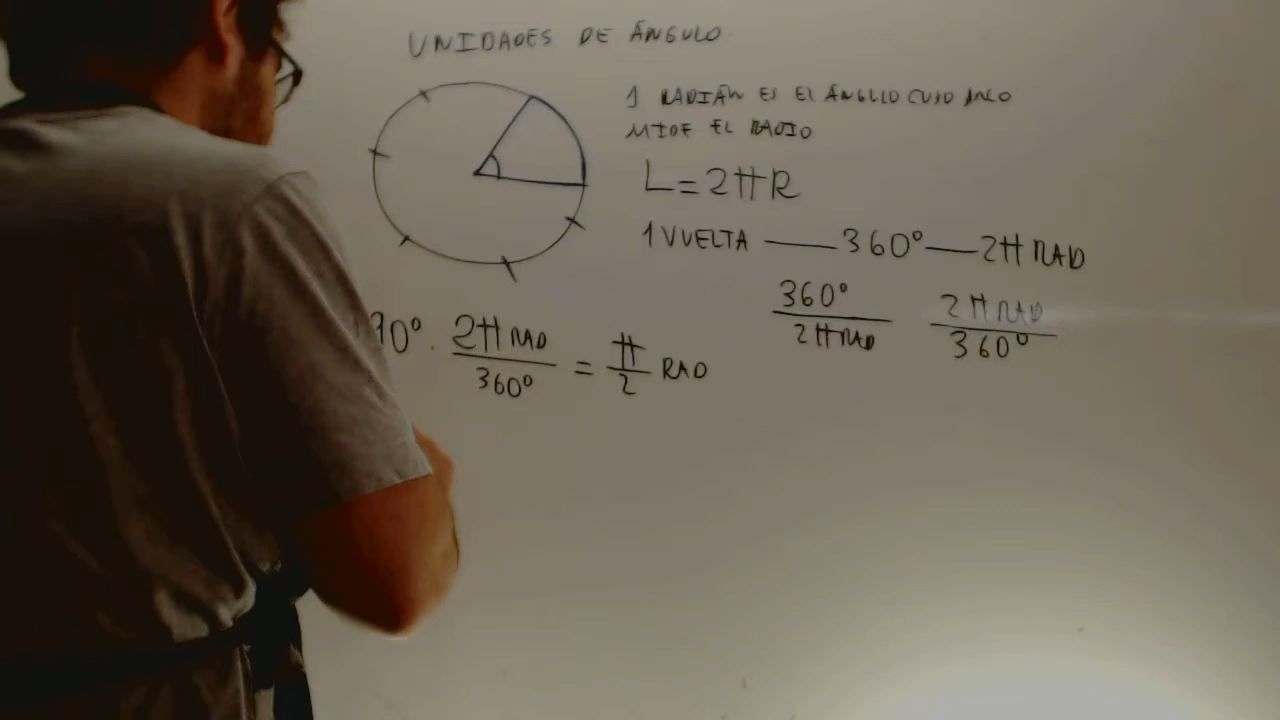 UNIDADES DE ÁNGULO
1 RADIÁN ES EL ÁNGULO CUYO ARCO
MIDE EL RADIO
L=2πR
1 VUELTA — 360° — 2π RAD
360°
2π RAD
2π RAD
360°
90° · 2π RAD / 360° = π / 2 RAD